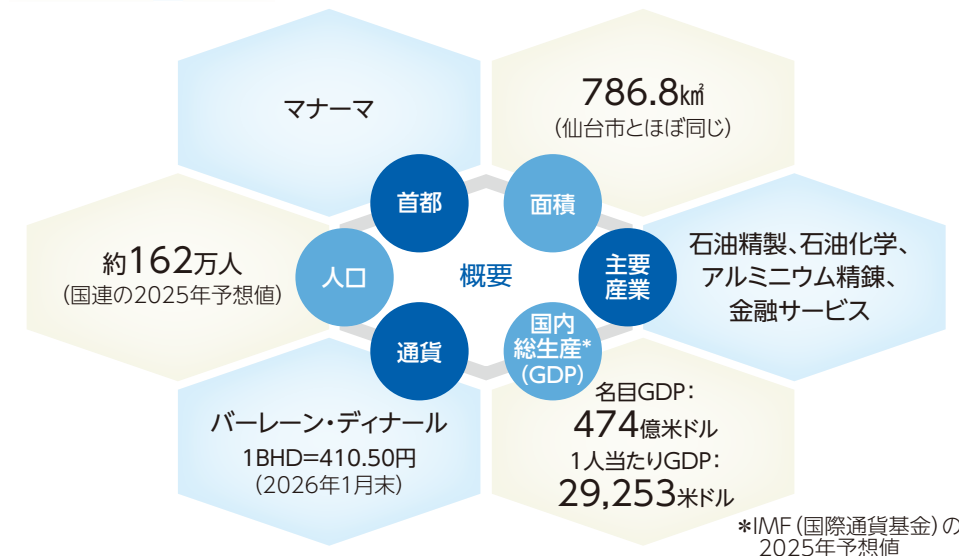 マナーマ
首都
786.8㎢
(仙台市とほぼ同じ)
面積
約162万人
(国連の2025年予想値)
人口
概要
主要
産業
石油精製、石油化学、
アルミニウム精錬、
金融サービス
通貨
バーレーン・ディナール
1BHD=410.50円
(2026年1月末)
国内
総生産*
(GDP)
名目GDP:
474億米ドル
1人当たりGDP:
29,253米ドル
*IMF(国際通貨基金)の
2025年予想値